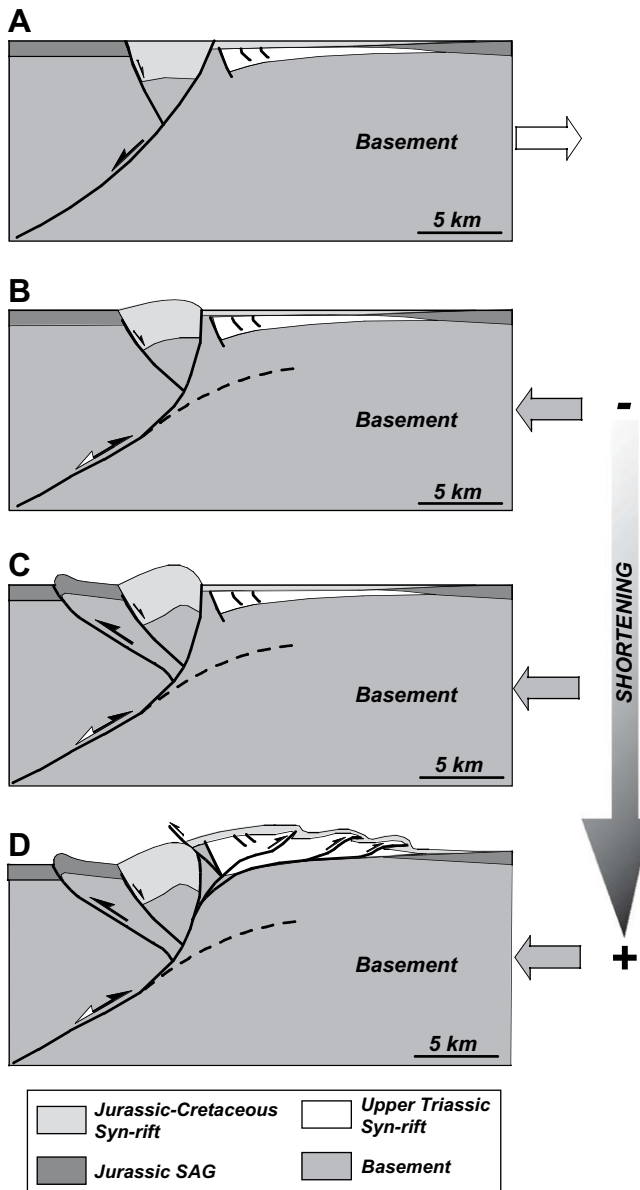 A
Basement
5 km
B
Basement
5 km
-
C
SHORTENING
Basement
5 km
D
Basement
+
5 km
Jurassic-Cretaceous
Syn-rift
Upper Triassic
Syn-rift
Jurassic SAG
Basement